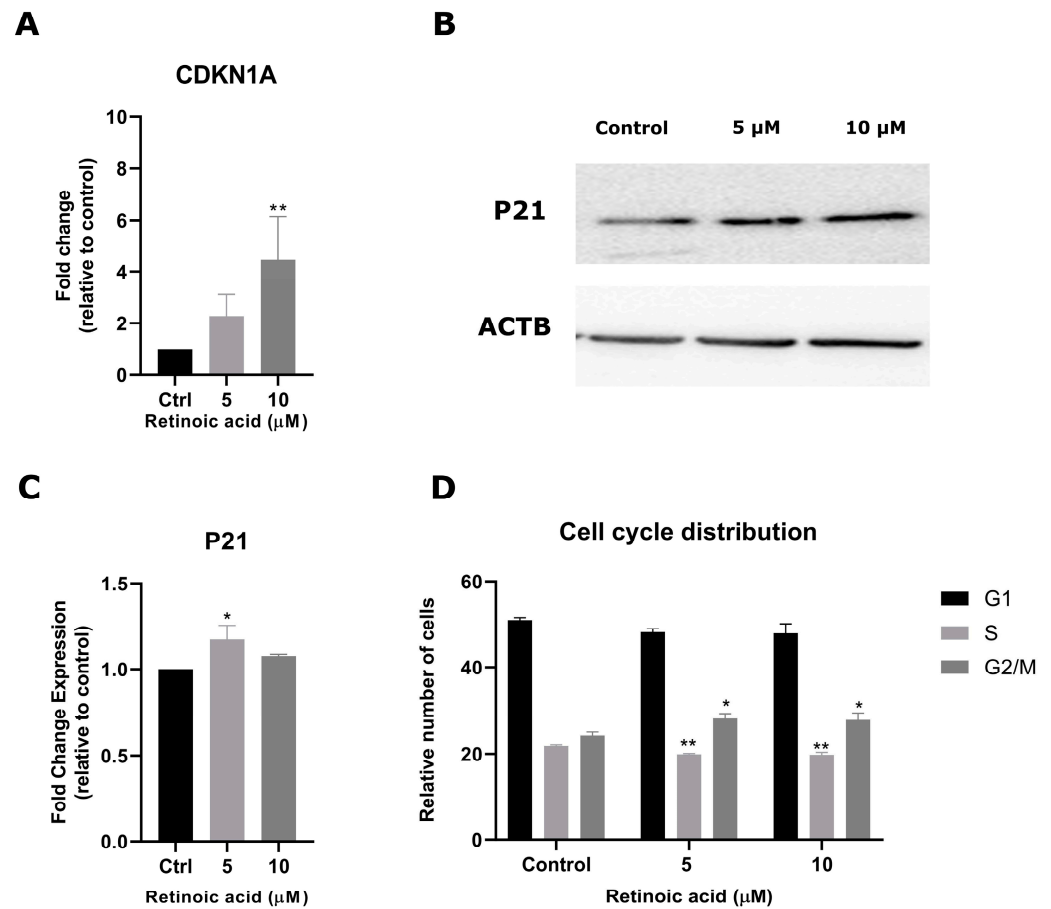 A
CDKN1A
Fold change
(relative to control)
10
8
6
4
2
0
**
Ctrl 5 10
Retinoic acid (μM)
B
Control 5 μM 10 μM
P21
ACTB
C
P21
Fold Change Expression
(relative to control)
1.5
1.0
0.5
0.0
*
Ctrl 5 10
Retinoic acid (μM)
D
Cell cycle distribution
Relative number of cells
60
40
20
0
** * ** *
Control 5 10
Retinoic acid (μM)
G1
S
G2/M